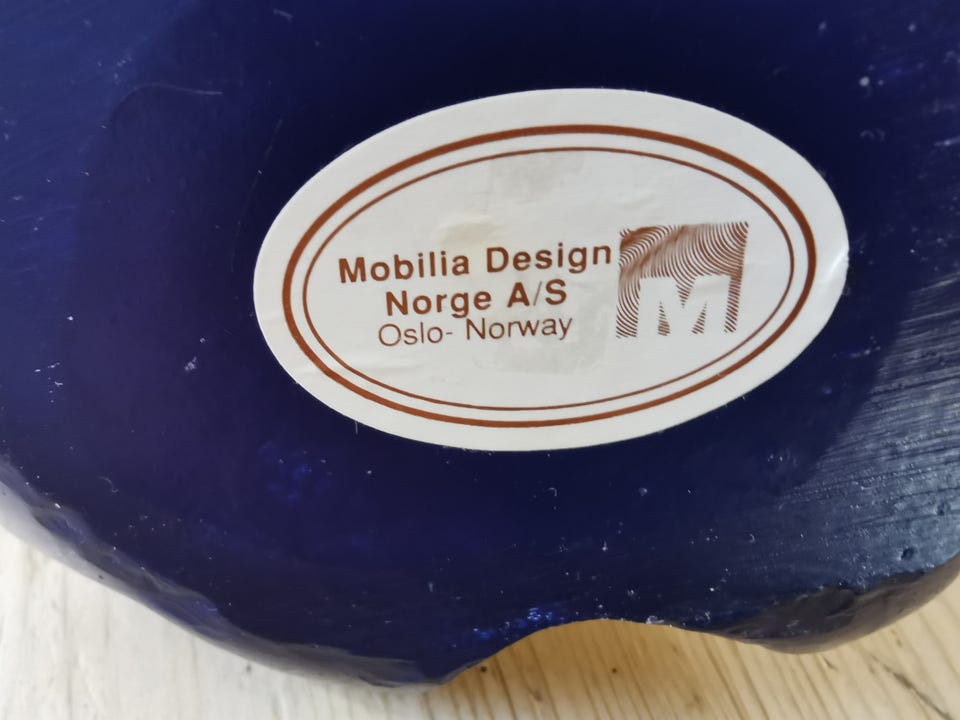 Mobilia Design
Norge A/S
Oslo- Norway
M